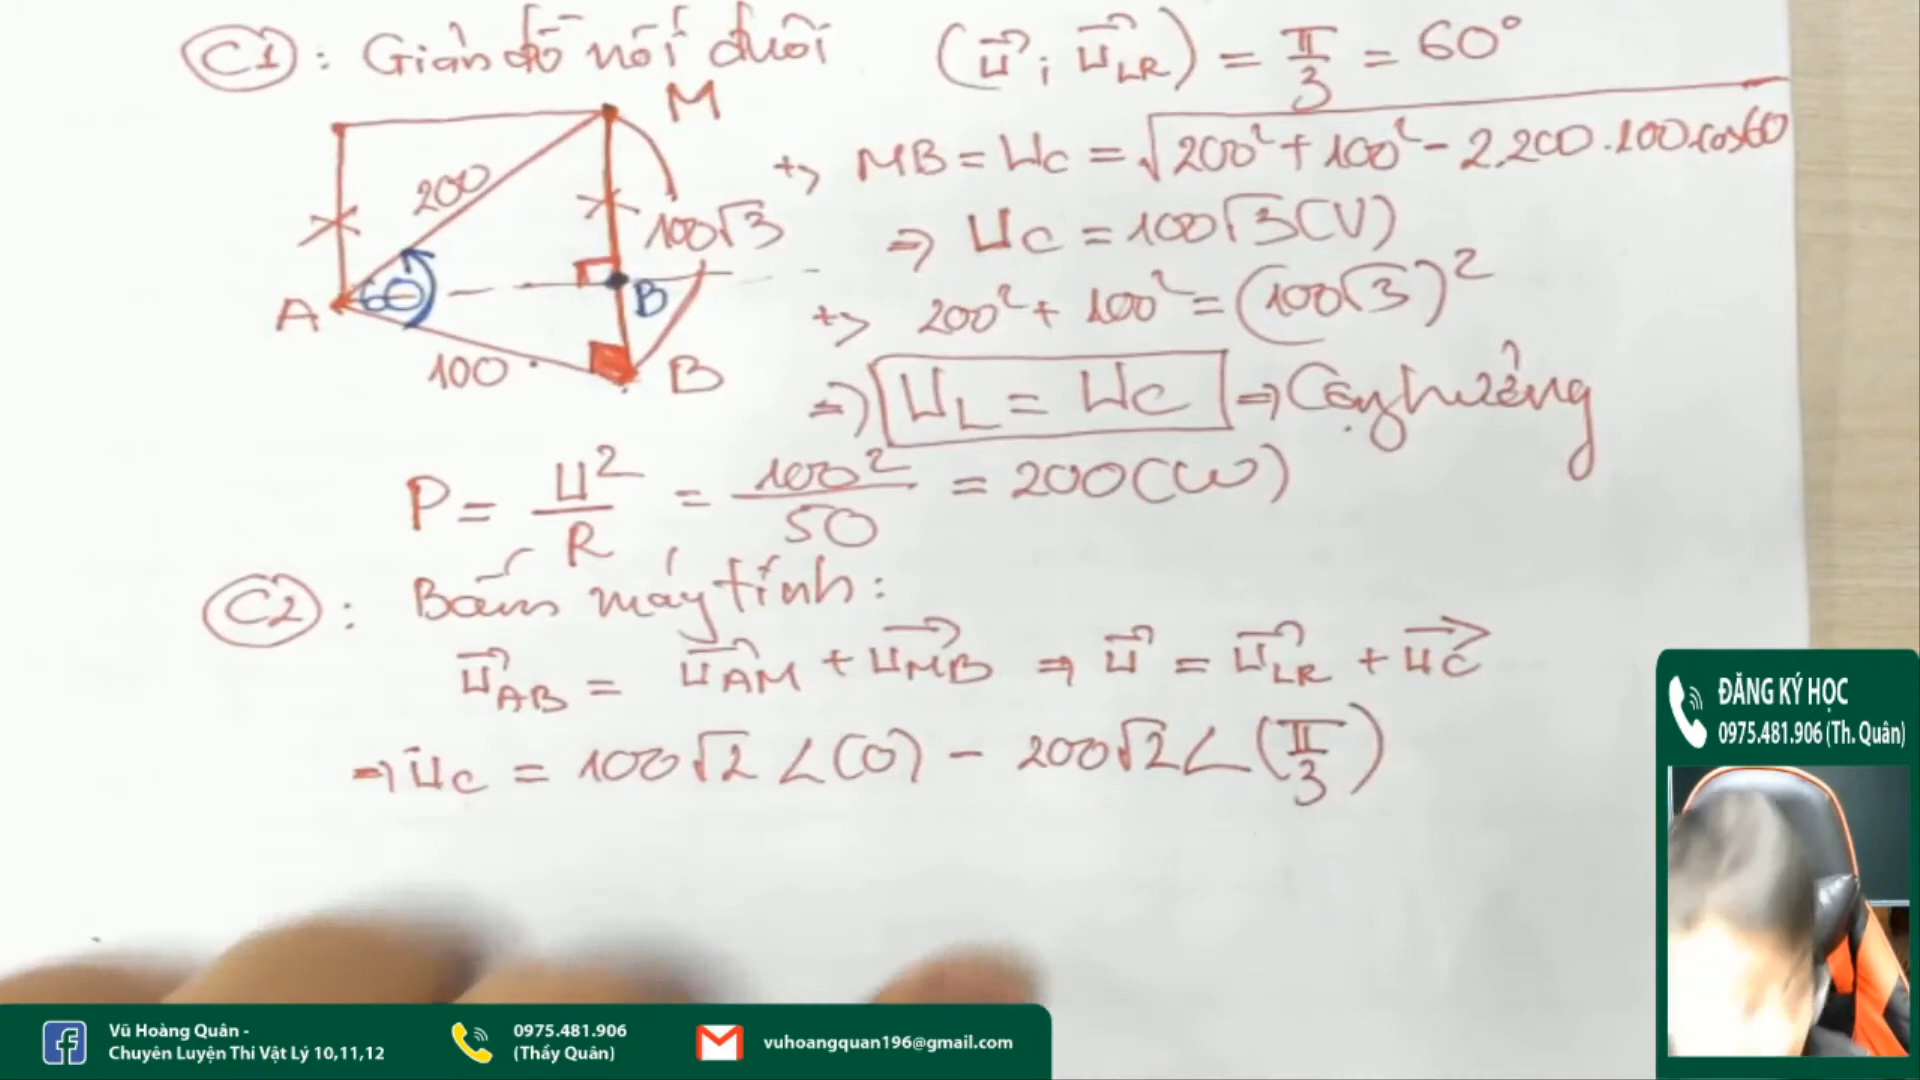 C1 : Giản đồ nối đuôi (u⃗ ; u⃗LR) = π/3 = 60°
M
200
+> MB = UC = √(200² + 100² - 2.200.100.cos60)
100√3
=> UC = 100√3 (V)
A
60
B
+> 200² + 100² = (100√3)²
100
B
=> UL = UC => Cộng hưởng
P = U²/R = 100²/50 = 200 (W)
C2 : Bấm máy tính :
u⃗AB = u⃗AM + u⃗MB => u⃗ = u⃗LR + u⃗C
=> uC = 100√2 ∠(0) - 200√2 ∠(π/3)
ĐĂNG KÝ HỌC
0975.481.906 (Th. Quân)
Vũ Hoàng Quân -
Chuyên Luyện Thi Vật Lý 10,11,12
0975.481.906
(Thầy Quân)
vuhoangquan196@gmail.com